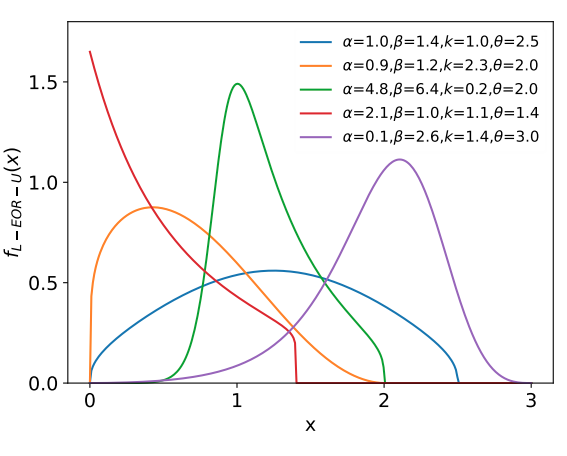 α=1.0,β=1.4,k=1.0,θ=2.5
α=0.9,β=1.2,k=2.3,θ=2.0
α=4.8,β=6.4,k=0.2,θ=2.0
α=2.1,β=1.0,k=1.1,θ=1.4
α=0.1,β=2.6,k=1.4,θ=3.0
f_{L−EOR−U}(x)
1.5
1.0
0.5
0.0
0 1 2 3
x